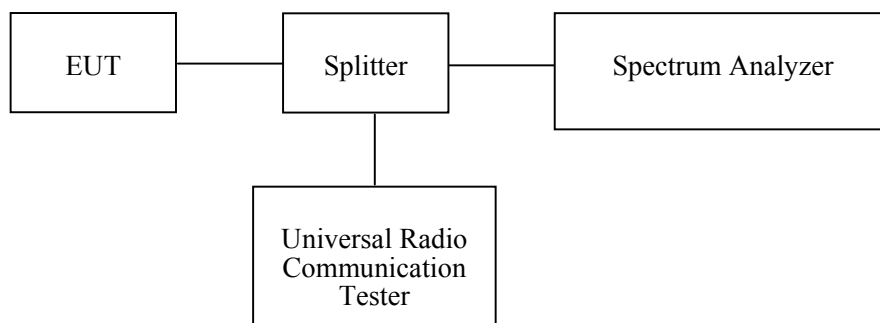 EUT
Splitter
Spectrum Analyzer
Universal Radio
Communication
Tester